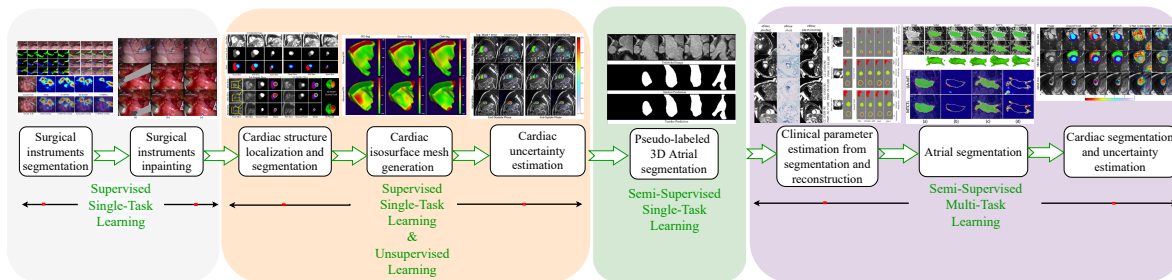 Surgical
instruments
segmentation
Surgical
instruments
inpainting
Cardiac structure
localization and
segmentation
Cardiac
isosurface mesh
generation
Cardiac
uncertainty
estimation
Pseudo-labeled
3D Atrial
segmentation
Clinical parameter
estimation from
segmentation and
reconstruction
Atrial segmentation
Cardiac segmentation
and uncertainty
estimation
Supervised
Single-Task
Learning
Supervised
Single-Task
Learning
&
Unsupervised
Learning
Semi-Supervised
Single-Task
Learning
Semi-Supervised
Multi-Task
Learning